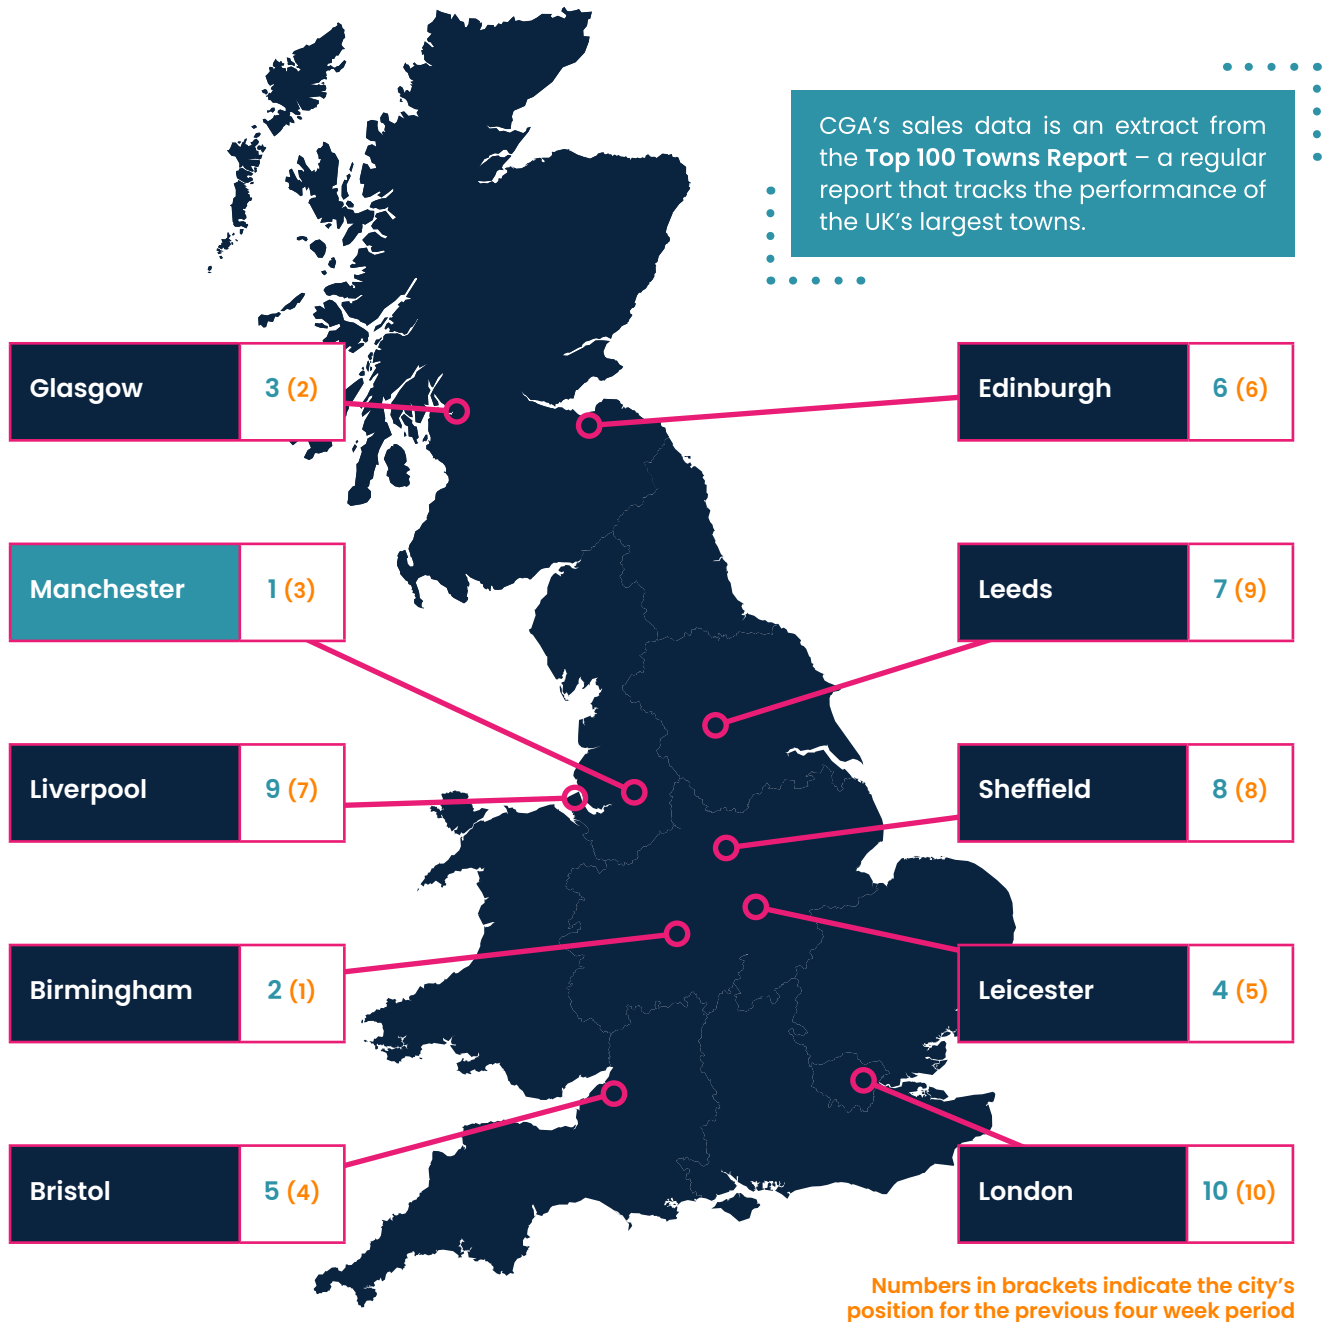 CGA's sales data is an extract from
the Top 100 Towns Report – a regular
report that tracks the performance of
the UK's largest towns.
Glasgow 3 (2)
Edinburgh 6 (6)
Manchester 1 (3)
Leeds 7 (9)
Liverpool 9 (7)
Sheffield 8 (8)
Birmingham 2 (1)
Leicester 4 (5)
Bristol 5 (4)
London 10 (10)
Numbers in brackets indicate the city's
position for the previous four week period